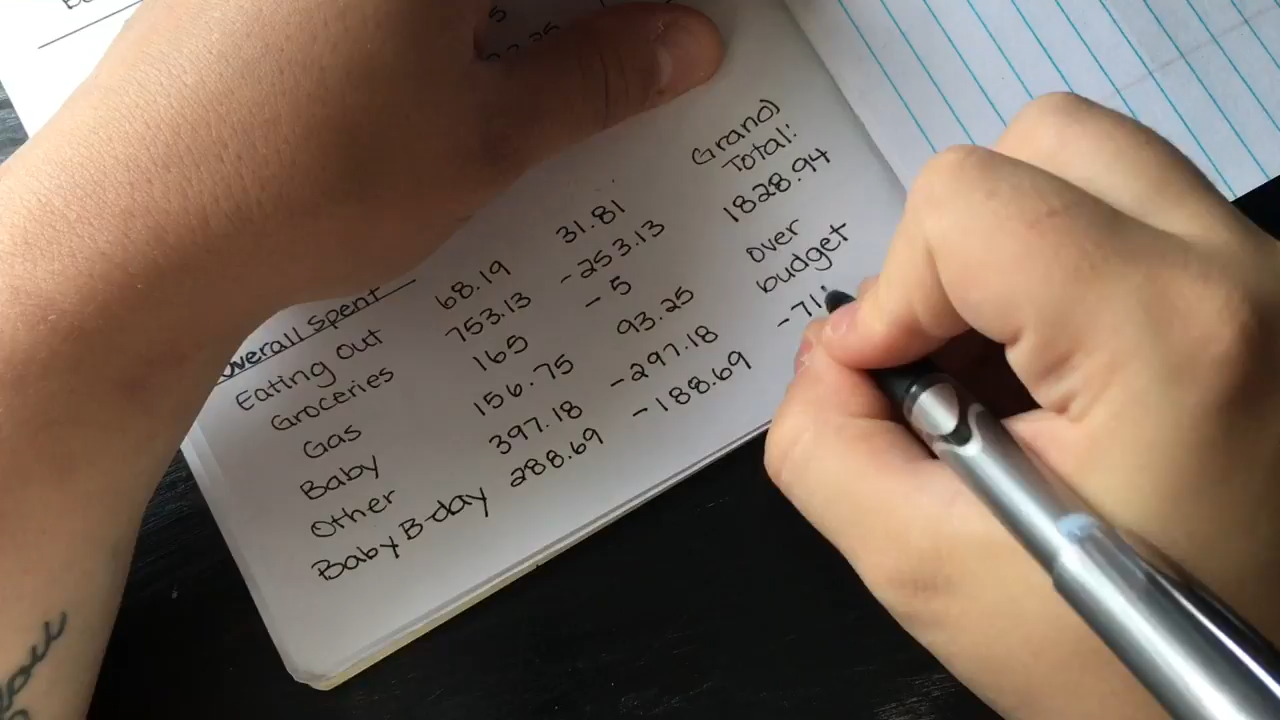 Overall Spent
Eating out 68.19 31.81
Groceries 753.13 -253.13
Gas 165 -5
Baby 156.75 93.25
Other 397.18 -297.18
Baby B-day 288.69 -188.69
Grand
Total:
1828.94
over
budget
-71